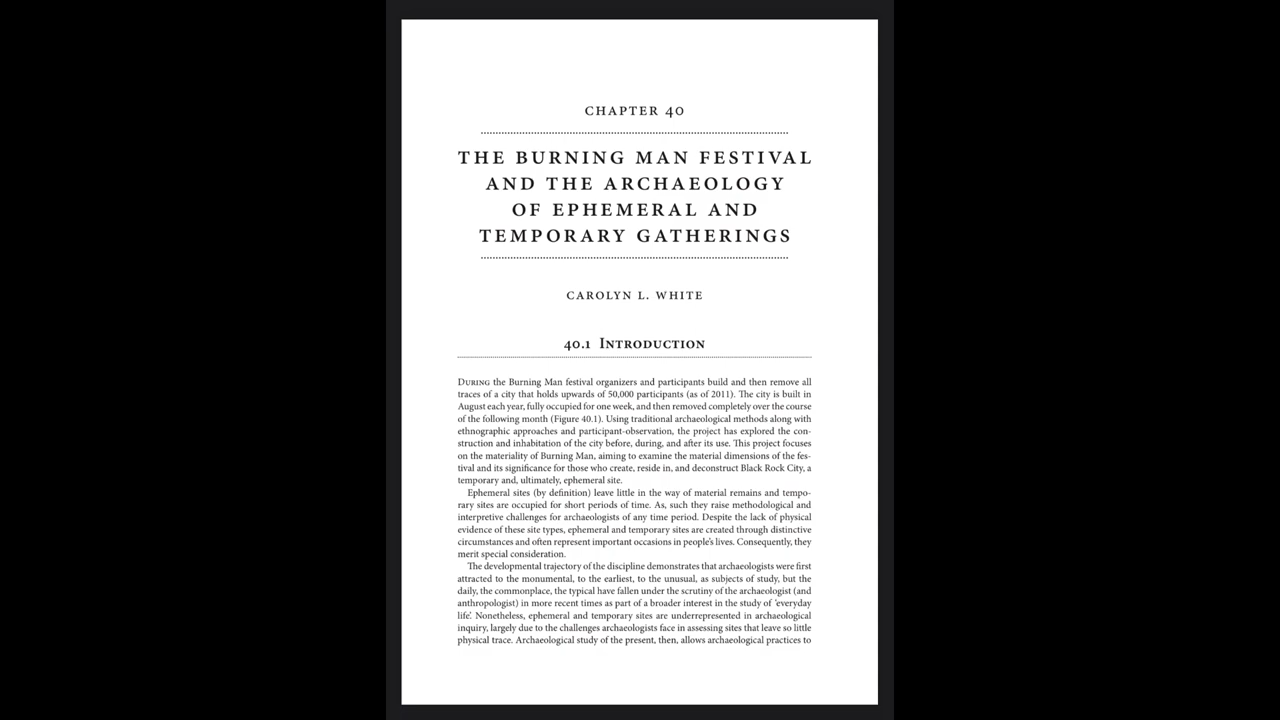 CHAPTER 40
THE BURNING MAN FESTIVAL
AND THE ARCHAEOLOGY
OF EPHEMERAL AND
TEMPORARY GATHERINGS
CAROLYN L. WHITE
40.1 Introduction
During the Burning Man festival organizers and participants build and then remove all
traces of a city that holds upwards of 50,000 participants (as of 2011). The city is built in
August each year, fully occupied for one week, and then removed completely over the course
of the following month (Figure 40.1). Using traditional archaeological methods along with
ethnographic approaches and participant-observation, the project has explored the con-
struction and inhabitation of the city before, during, and after its use. This project focuses
on the materiality of Burning Man, aiming to examine the material dimensions of the fes-
tival and its significance for those who create, reside in, and deconstruct Black Rock City, a
temporary and, ultimately, ephemeral site.
Ephemeral sites (by definition) leave little in the way of material remains and tempo-
rary sites are occupied for short periods of time. As, such they raise methodological and
interpretive challenges for archaeologists of any time period. Despite the lack of physical
evidence of these site types, ephemeral and temporary sites are created through distinctive
circumstances and often represent important occasions in people's lives. Consequently, they
merit special consideration.
The developmental trajectory of the discipline demonstrates that archaeologists were first
attracted to the monumental, to the earliest, to the unusual, as subjects of study, but the
daily, the commonplace, the typical have fallen under the scrutiny of the archaeologist (and
anthropologist) in more recent times as part of a broader interest in the study of 'everyday
life'. Nonetheless, ephemeral and temporary sites are underrepresented in archaeological
inquiry, largely due to the challenges archaeologists face in assessing sites that leave so little
physical trace. Archaeological study of the present, then, allows archaeological practices to